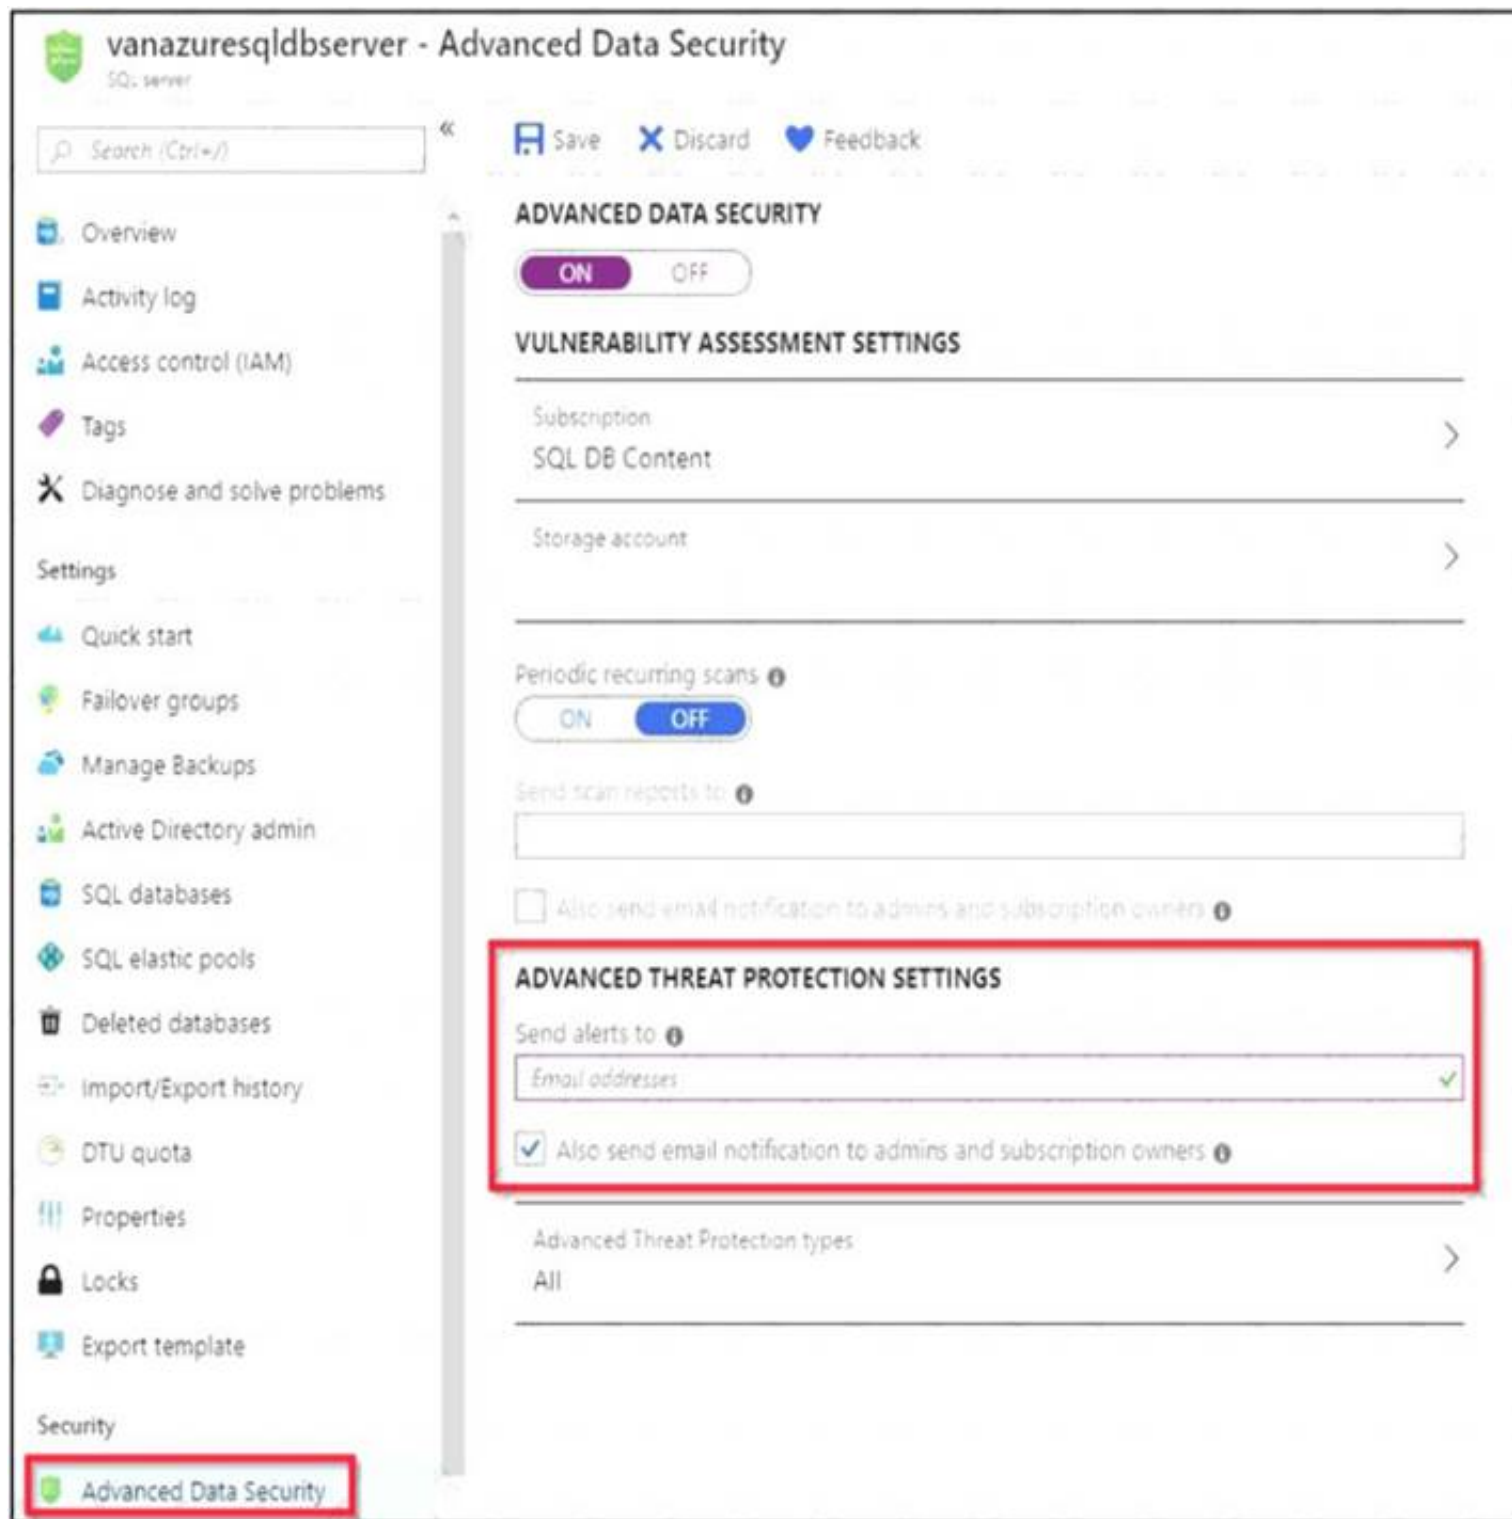 vanazuresqldbserver - Advanced Data Security
SQL server
Search (Ctrl+/)
«
Save
Discard
Feedback
Overview
Activity log
Access control (IAM)
Tags
Diagnose and solve problems
Settings
Quick start
Failover groups
Manage Backups
Active Directory admin
SQL databases
SQL elastic pools
Deleted databases
Import/Export history
DTU quota
Properties
Locks
Export template
Security
Advanced Data Security
ADVANCED DATA SECURITY
ON OFF
VULNERABILITY ASSESSMENT SETTINGS
Subscription
SQL DB Content
Storage account
Periodic recurring scans
ON OFF
Send scan reports to
Also send email notification to admins and subscription owners
ADVANCED THREAT PROTECTION SETTINGS
Send alerts to
Email addresses
Also send email notification to admins and subscription owners
Advanced Threat Protection types
All